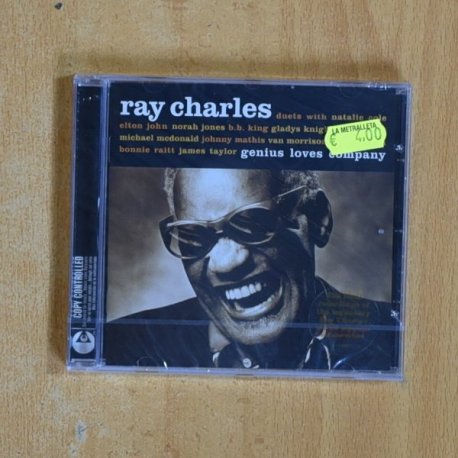 ray charles duets with natalie cole
elton john norah jones b.b. king gladys knig
michael mcdonald johnny mathis van morrison
bonnie raitt james taylor genius loves company
LA METRALLETA
€ 4,00
COPY CONTROLLED